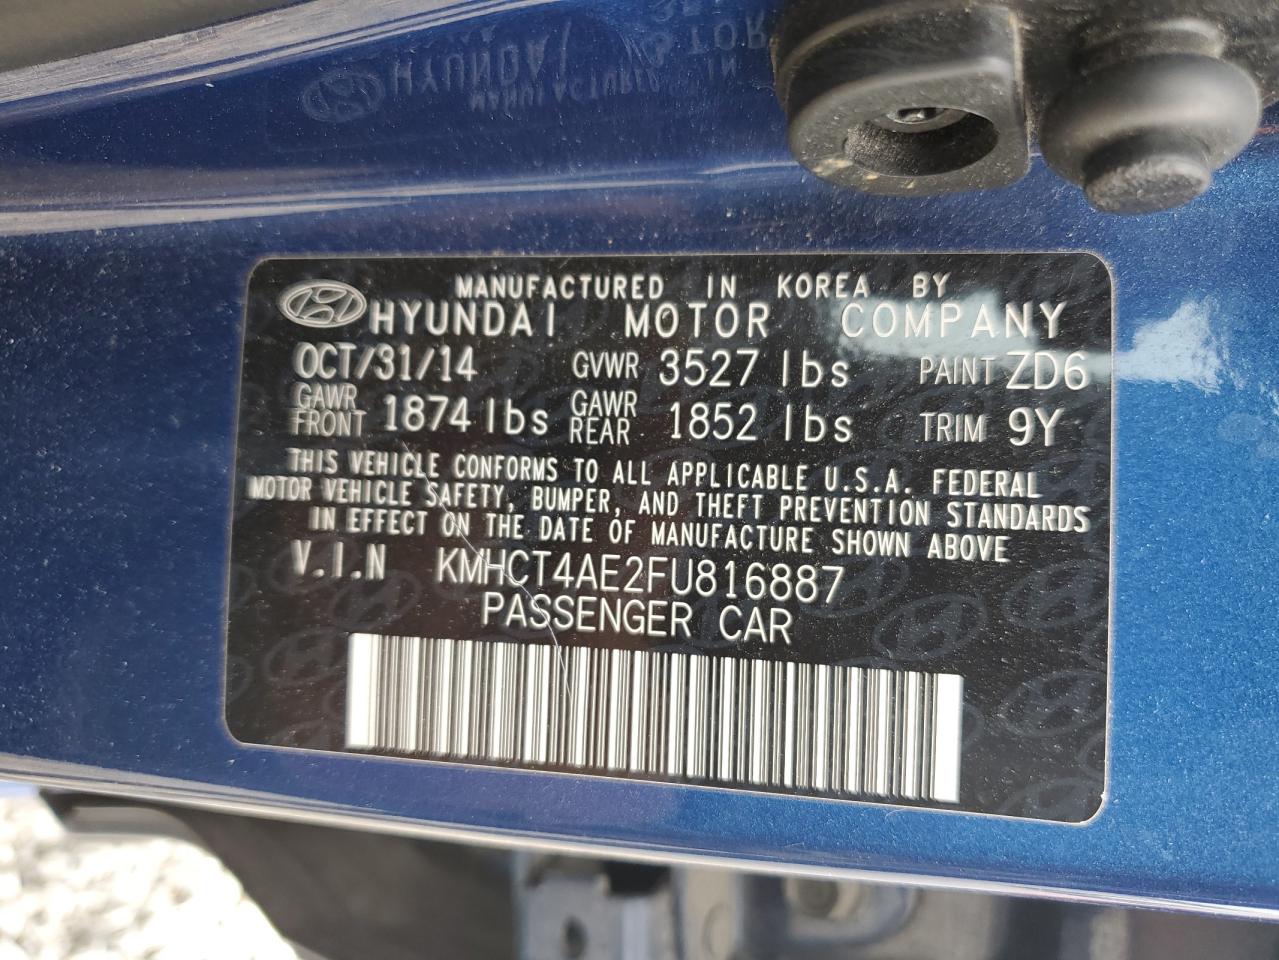 MANUFACTURED IN KOREA BY
HYUNDAI MOTOR COMPANY
OCT/31/14 GVWR 3527 lbs PAINT ZD6
GAWR FRONT 1874 lbs GAWR REAR 1852 lbs TRIM 9Y
THIS VEHICLE CONFORMS TO ALL APPLICABLE U.S.A. FEDERAL
MOTOR VEHICLE SAFETY, BUMPER, AND THEFT PREVENTION STANDARDS
IN EFFECT ON THE DATE OF MANUFACTURE SHOWN ABOVE
V.I.N KMHCT4AE2FU816887
PASSENGER CAR